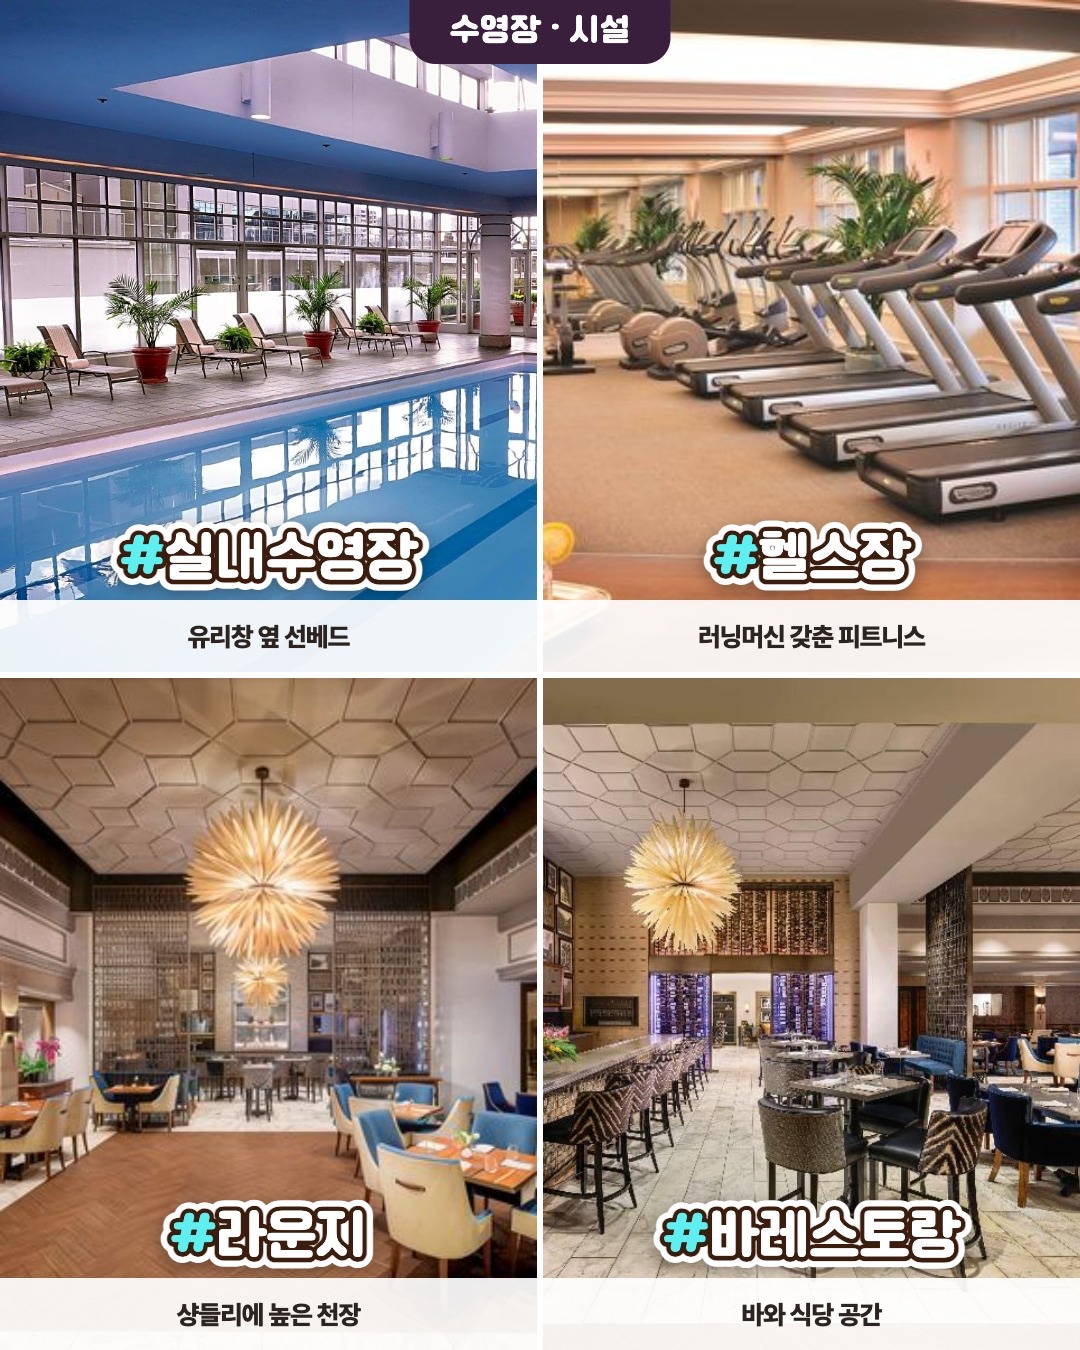 수영장 · 시설
#실내수영장
유리창 옆 선베드
#헬스장
러닝머신 갖춘 피트니스
#라운지
샹들리에 높은 천장
#바레스토랑
바와 식당 공간